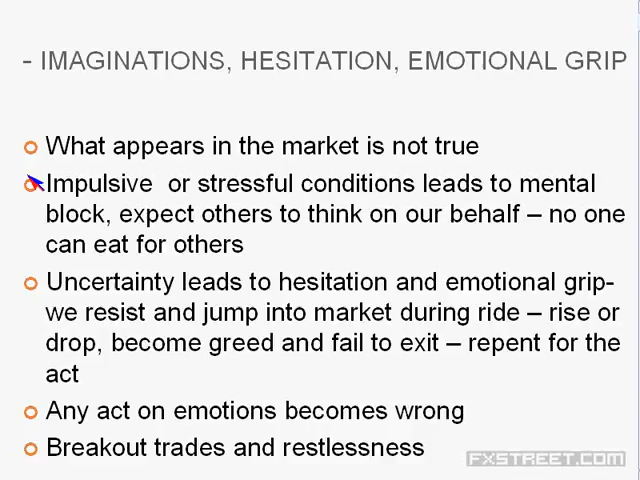 - IMAGINATIONS, HESITATION, EMOTIONAL GRIP
What appears in the market is not true
Impulsive or stressful conditions leads to mental
block, expect others to think on our behalf – no one
can eat for others
Uncertainty leads to hesitation and emotional grip-
we resist and jump into market during ride – rise or
drop, become greed and fail to exit – repent for the
act
Any act on emotions becomes wrong
Breakout trades and restlessness
FXSTREET.COM